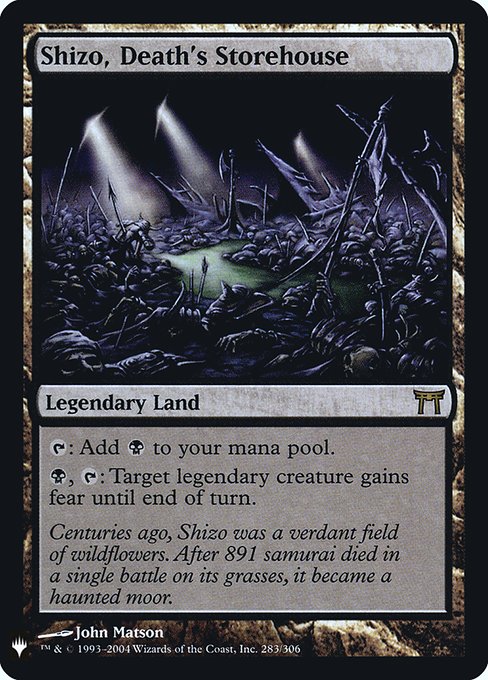 Shizo, Death's Storehouse
Legendary Land
: Add to your mana pool.
, : Target legendary creature gains
fear until end of turn.
Centuries ago, Shizo was a verdant field
of wildflowers. After 891 samurai died in
a single battle on its grasses, it became a
haunted moor.
John Matson
™ & © 1993–2004 Wizards of the Coast, Inc. 283/306